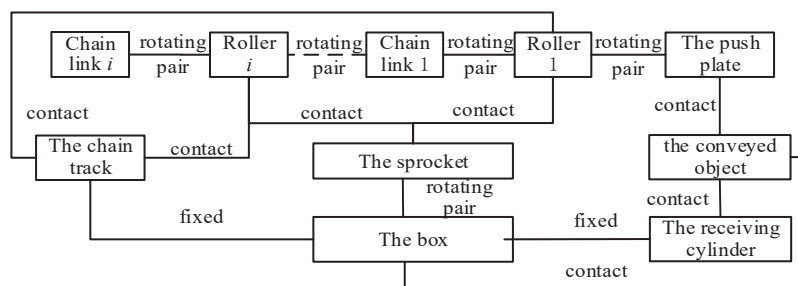 Chain
link i
rotating
pair
Roller
i
rotating
pair
Chain
link 1
rotating
pair
Roller
1
rotating
pair
The push
plate
contact
contact
contact
contact
The chain
track
contact
The sprocket
the conveyed
object
rotating
pair
contact
fixed
The box
fixed
The receiving
cylinder
contact